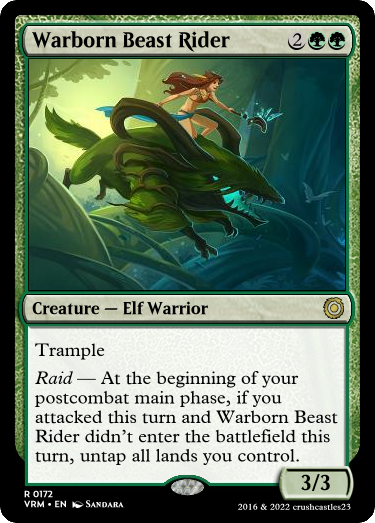 Warborn Beast Rider 2
Creature — Elf Warrior
Trample
Raid — At the beginning of your
postcombat main phase, if you
attacked this turn and Warborn Beast
Rider didn't enter the battlefield this
turn, untap all lands you control.
3/3
R 0172
VRM • EN SANDARA
2016 & 2022 crushcastles23